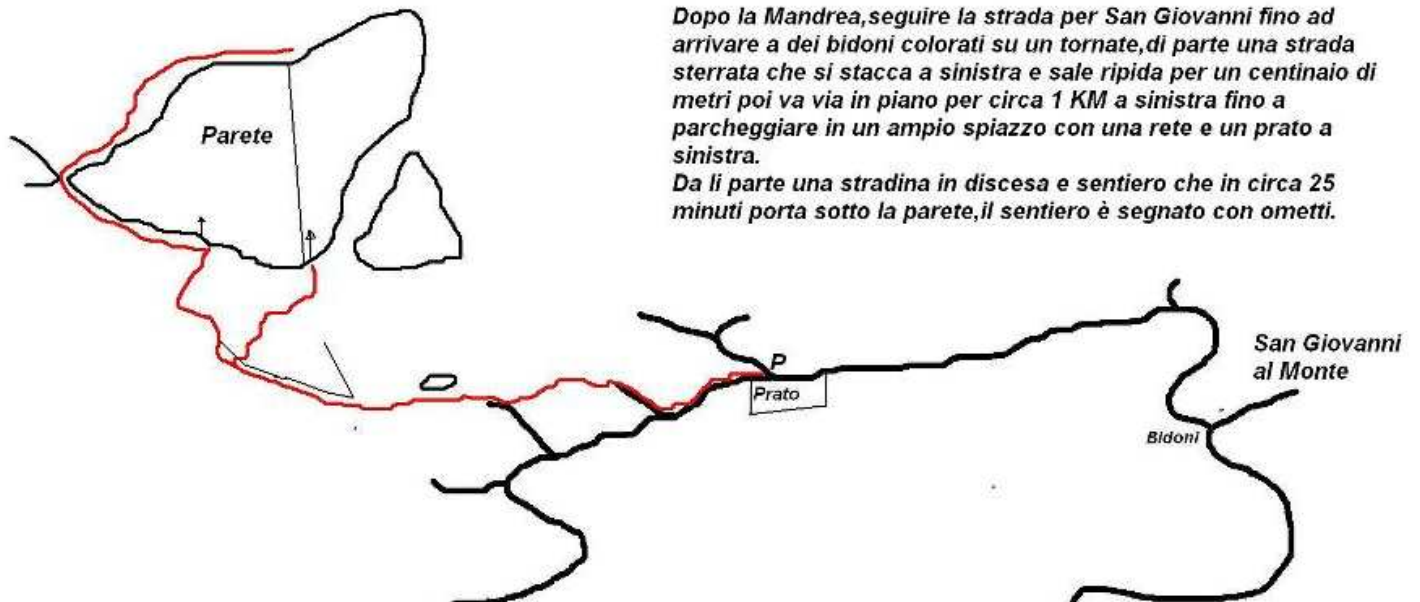 Dopo la Mandrea,seguire la strada per San Giovanni fino ad
arrivare a dei bidoni colorati su un tornate,di parte una strada
sterrata che si stacca a sinistra e sale ripida per un centinaio di
metri poi va via in piano per circa 1 KM a sinistra fino a
parcheggiare in un ampio spiazzo con una rete e un prato a
sinistra.
Da li parte una stradina in discesa e sentiero che in circa 25
minuti porta sotto la parete,il sentiero è segnato con ometti.
Parete
P
Prato
San Giovanni
al Monte
Bidoni